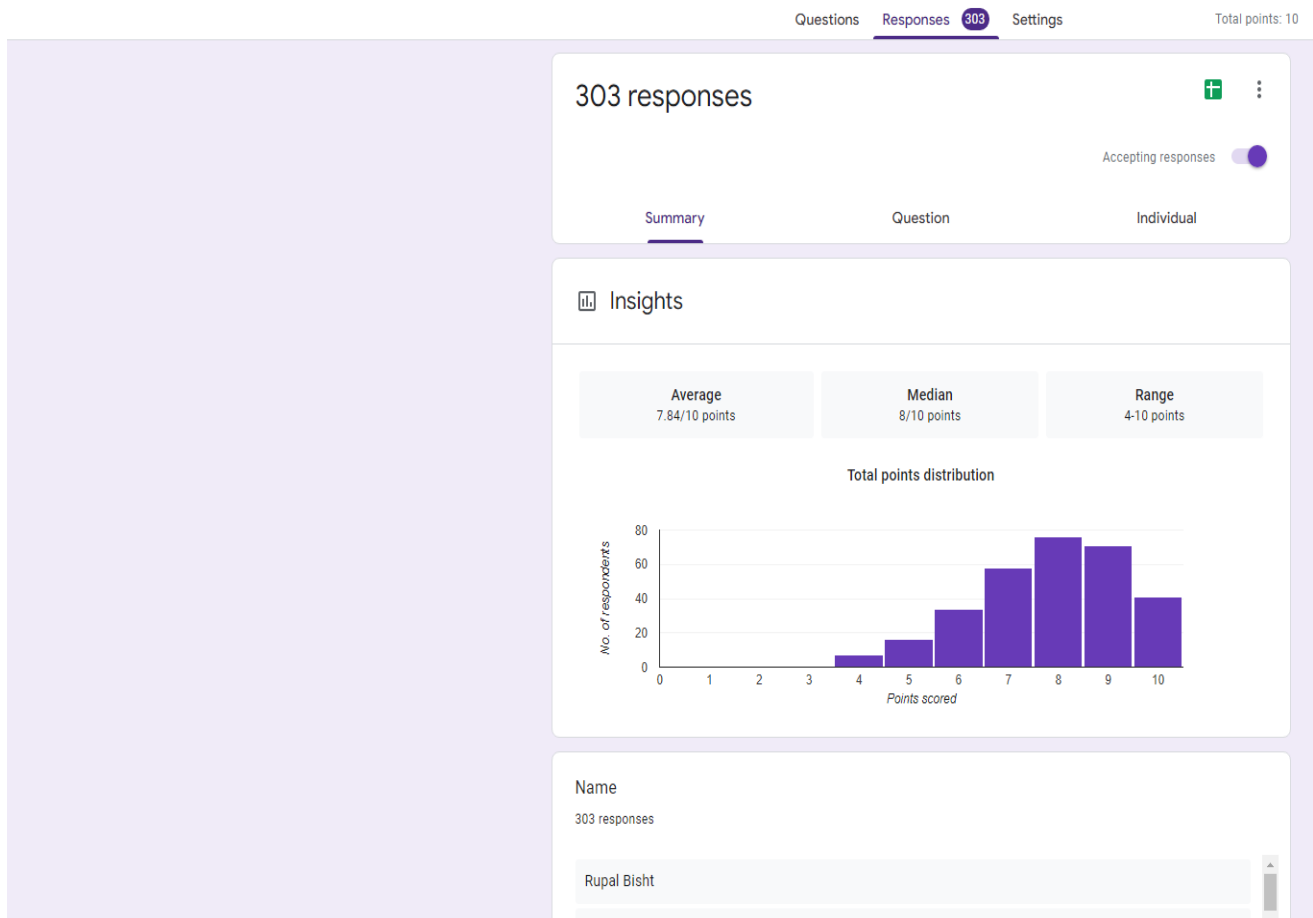 Questions Responses 303 Settings Total points: 10
303 responses
Accepting responses
Summary Question Individual
Insights
Average Median Range
7.84/10 points 8/10 points 4-10 points
Total points distribution
No. of respondents
80
60
40
20
0
0 1 2 3 4 5 6 7 8 9 10
Points scored
Name
303 responses
Rupal Bisht